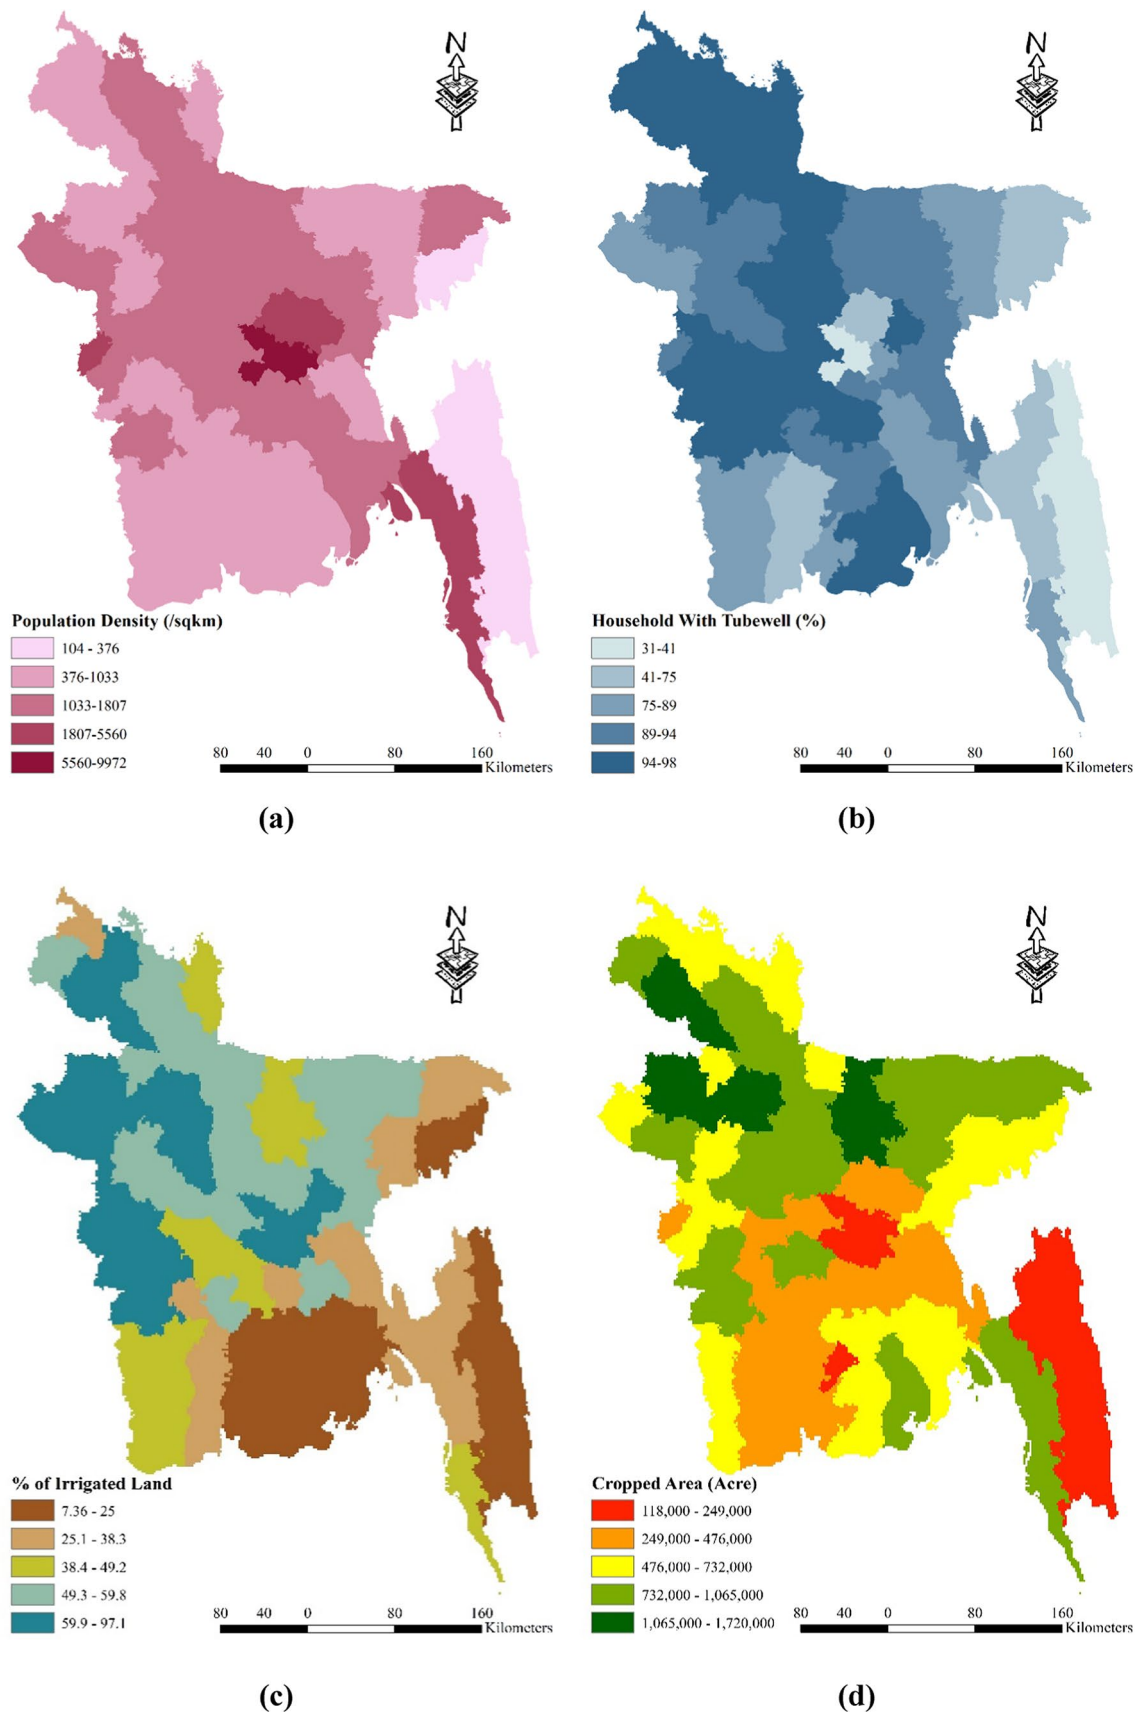 N
N
Population Density (/sqkm)
104 - 376
376-1033
1033-1807
1807-5560
5560-9972
80 40 0 80 160
Kilometers
Household With Tubewell (%)
31-41
41-75
75-89
89-94
94-98
80 40 0 80 160
Kilometers
(a)
(b)
N
N
% of Irrigated Land
7.36 - 25
25.1 - 38.3
38.4 - 49.2
49.3 - 59.8
59.9 - 97.1
80 40 0 80 160
Kilometers
Cropped Area (Acre)
118,000 - 249,000
249,000 - 476,000
476,000 - 732,000
732,000 - 1,065,000
1,065,000 - 1,720,000
80 40 0 80 160
Kilometers
(c)
(d)